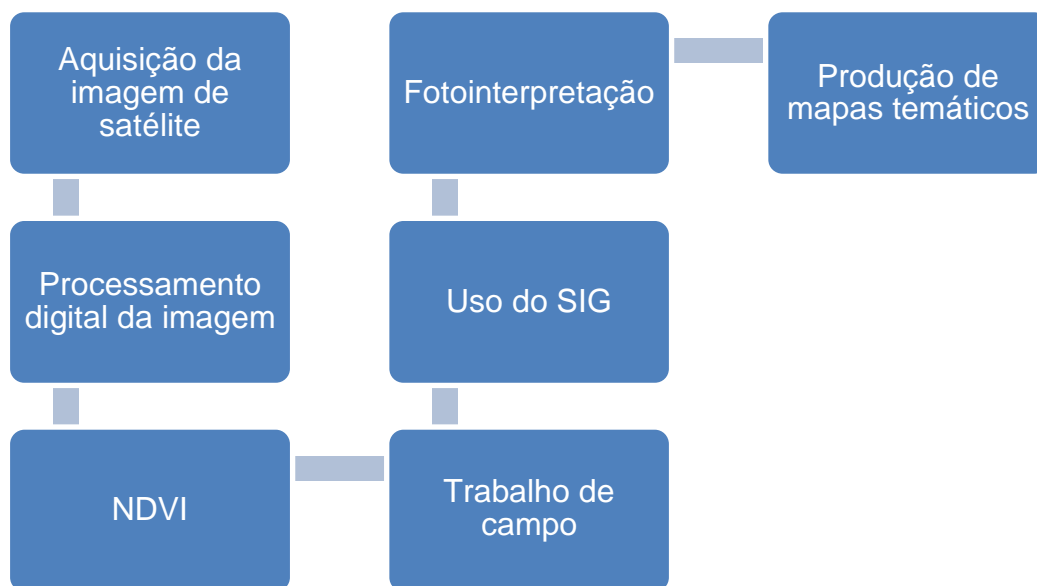 Aquisição da
imagem de
satélite
Processamento
digital da imagem
NDVI
Trabalho de
campo
Uso do SIG
Fotointerpretação
Produção de
mapas temáticos